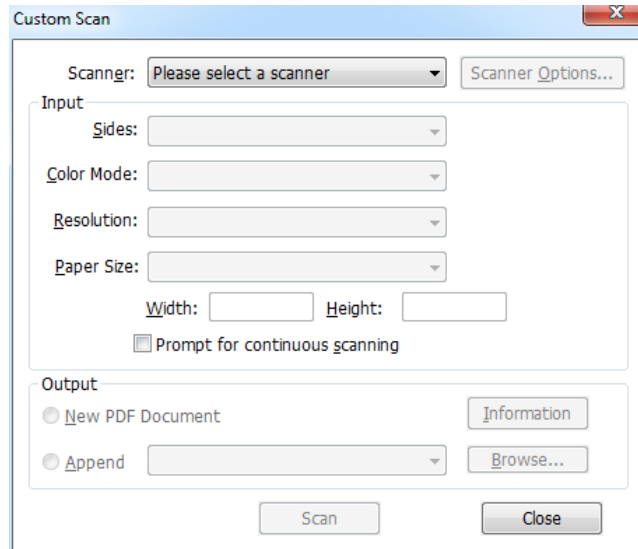 Custom Scan
Scanner: Please select a scanner Scanner Options...
Input
Sides:
Color Mode:
Resolution:
Paper Size:
Width: Height:
Prompt for continuous scanning
Output
New PDF Document Information
Append Browse...
Scan Close